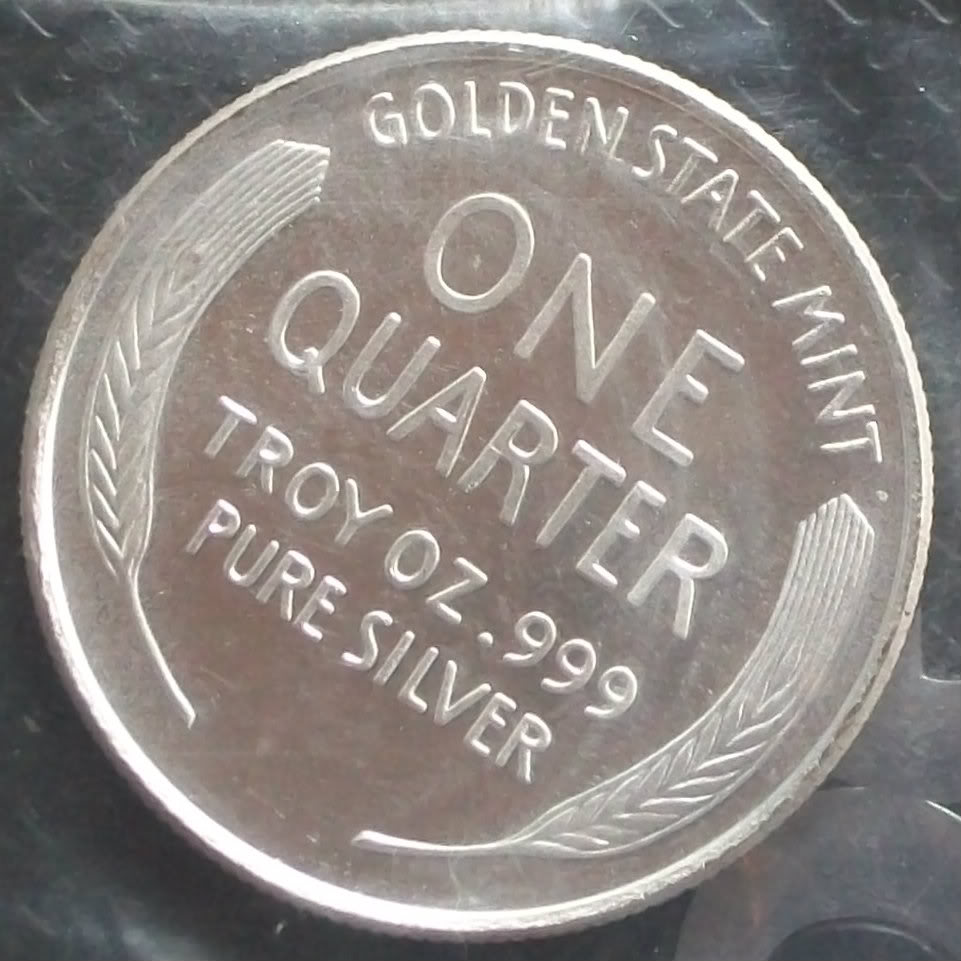 GOLDEN STATE MINT
ONE
QUARTER
TROY OZ .999
PURE SILVER